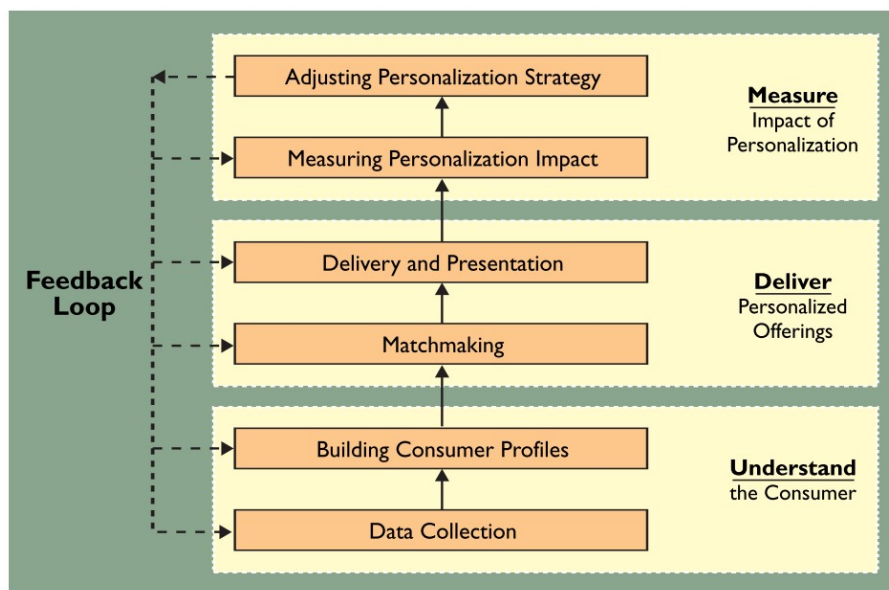 Adjusting Personalization Strategy
Measuring Personalization Impact
Measure
Impact of
Personalization
Feedback
Loop
Delivery and Presentation
Matchmaking
Deliver
Personalized
Offerings
Building Consumer Profiles
Data Collection
Understand
the Consumer